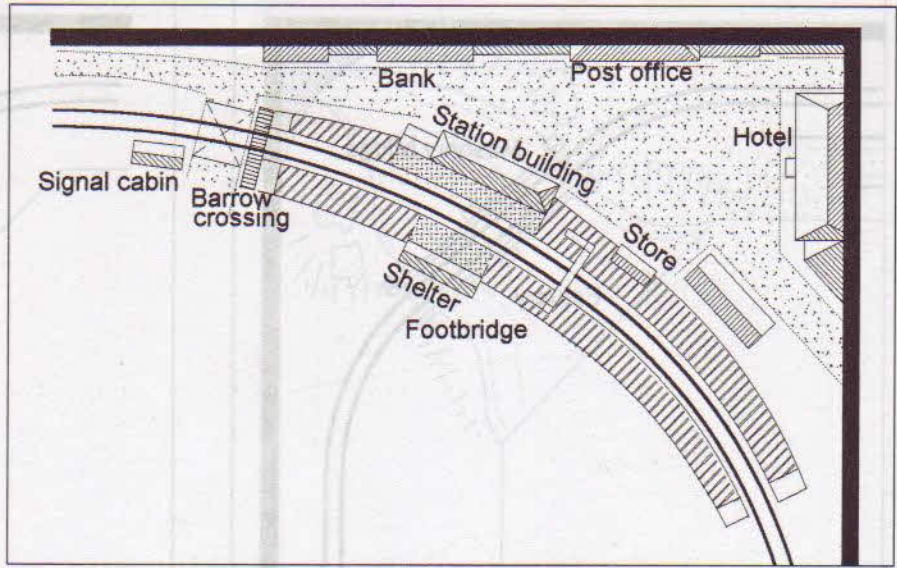 Bank
Post office
Hotel
Station building
Signal cabin
Barrow
crossing
Store
Shelter
Footbridge